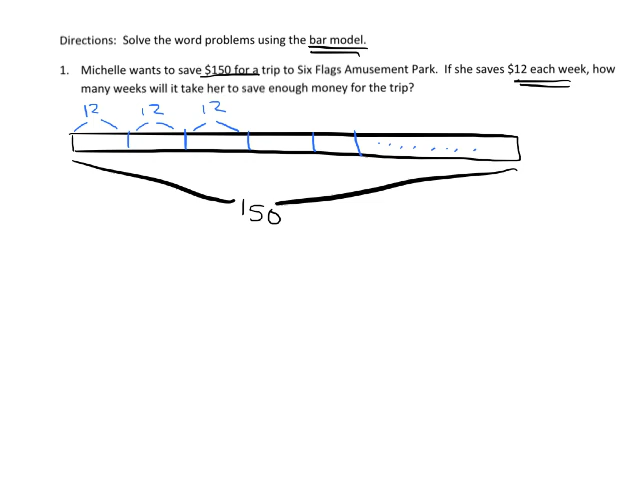 Directions: Solve the word problems using the bar model.
1. Michelle wants to save $150 for a trip to Six Flags Amusement Park. If she saves $12 each week, how
many weeks will it take her to save enough money for the trip?
12 12 12
150